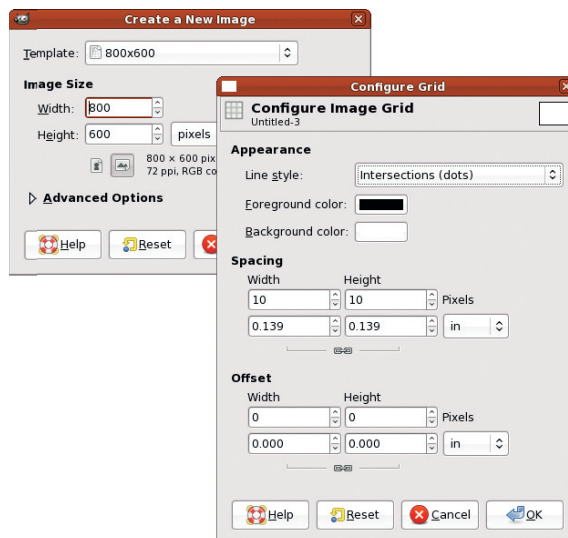 Create a New Image
Template: 800x600
Image Size
Width: 800
Height: 600 pixels
800 × 600 pix
72 ppi, RGB co
Advanced Options
Help Reset
Configure Grid
Configure Image Grid
Untitled-3
Appearance
Line style: Intersections (dots)
Foreground color:
Background color:
Spacing
Width Height
10 10 Pixels
0.139 0.139 in
Offset
Width Height
0 0 Pixels
0.000 0.000 in
Help Reset Cancel OK